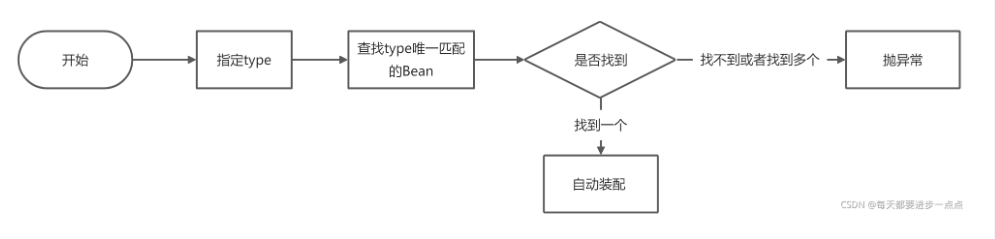 开始
指定type
查找type唯一匹配
的Bean
是否找到
找不到或者找到多个
抛异常
找到一个
自动装配
CSDN @每天都要进步一点点